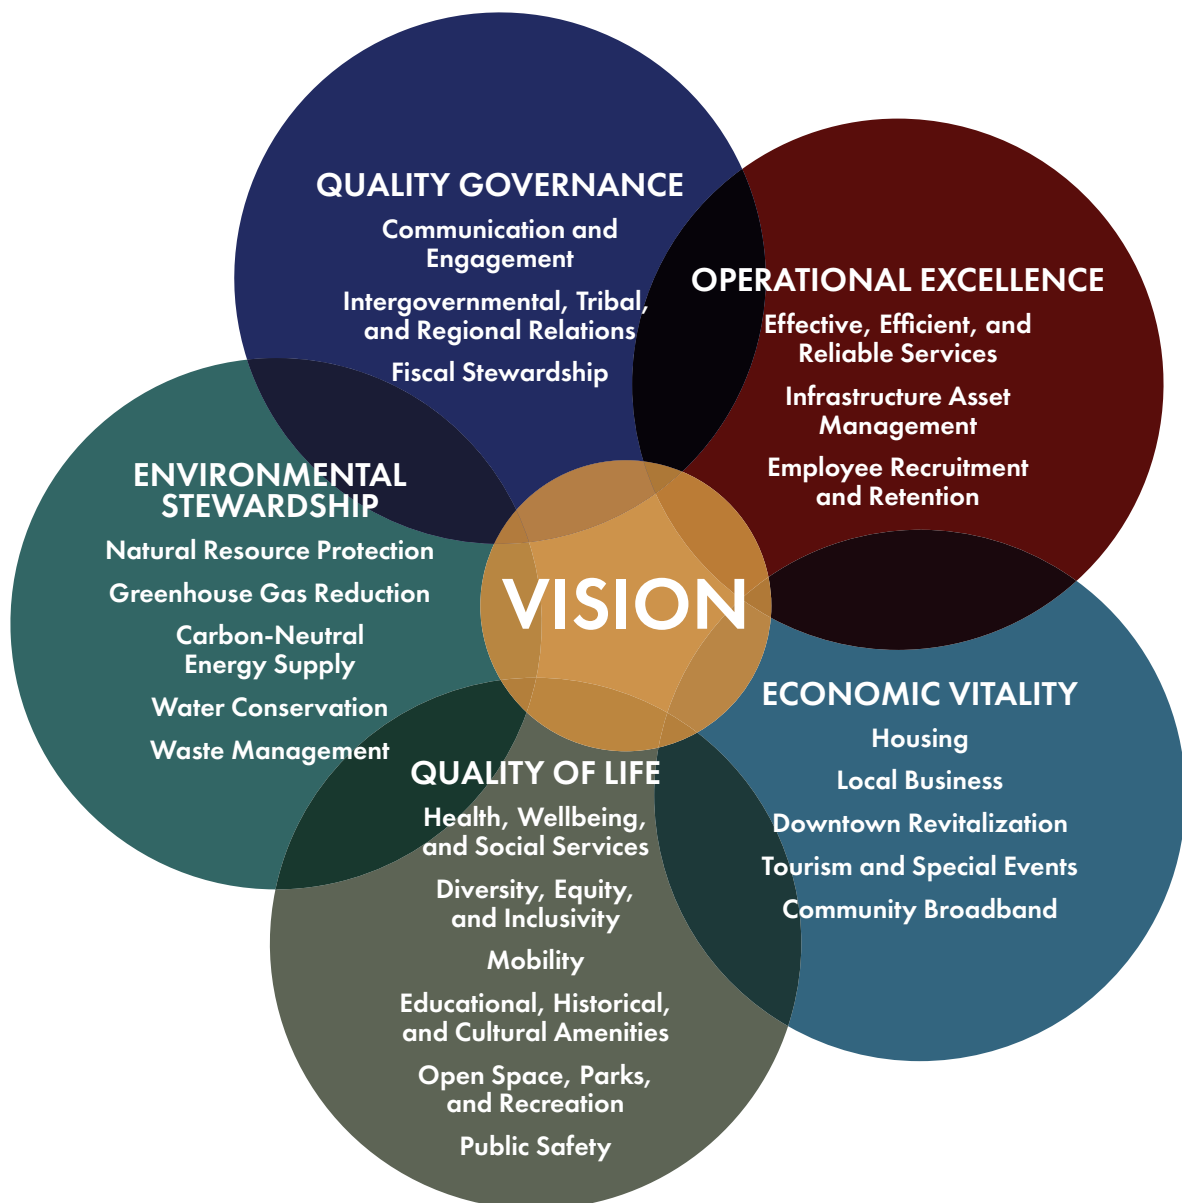 QUALITY GOVERNANCE
Communication and
Engagement
Intergovernmental, Tribal,
and Regional Relations
Fiscal Stewardship
OPERATIONAL EXCELLENCE
Effective, Efficient, and
Reliable Services
Infrastructure Asset
Management
Employee Recruitment
and Retention
ENVIRONMENTAL
STEWARDSHIP
Natural Resource Protection
Greenhouse Gas Reduction
Carbon-Neutral
Energy Supply
Water Conservation
Waste Management
VISION
ECONOMIC VITALITY
Housing
Local Business
Downtown Revitalization
Tourism and Special Events
Community Broadband
QUALITY OF LIFE
Health, Wellbeing,
and Social Services
Diversity, Equity,
and Inclusivity
Mobility
Educational, Historical,
and Cultural Amenities
Open Space, Parks,
and Recreation
Public Safety